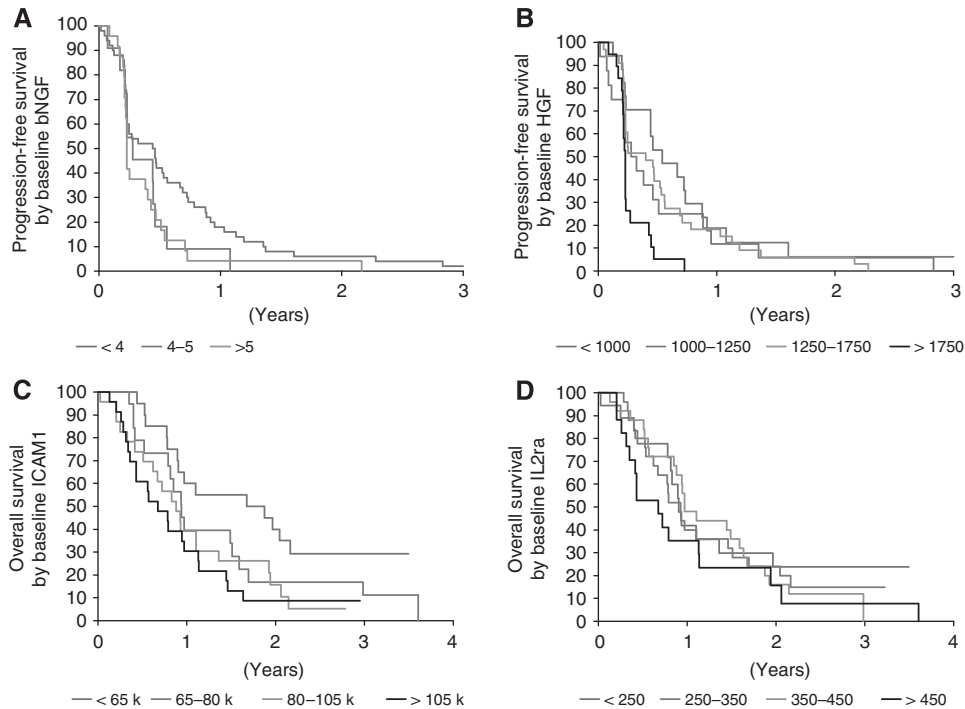 A
Progression-free survival
by baseline bNGF
100
90
80
70
60
50
40
30
20
10
0
0 1 2 3
(Years)
< 4 4–5 >5
B
Progression-free survival
by baseline HGF
100
90
80
70
60
50
40
30
20
10
0
0 1 2 3
(Years)
< 1000 1000–1250 1250–1750 > 1750
C
Overall survival
by baseline ICAM1
100
90
80
70
60
50
40
30
20
10
0
0 1 2 3 4
(Years)
< 65 k 65–80 k 80–105 k > 105 k
D
Overall survival
by baseline IL2ra
100
90
80
70
60
50
40
30
20
10
0
0 1 2 3 4
(Years)
< 250 250–350 350–450 > 450